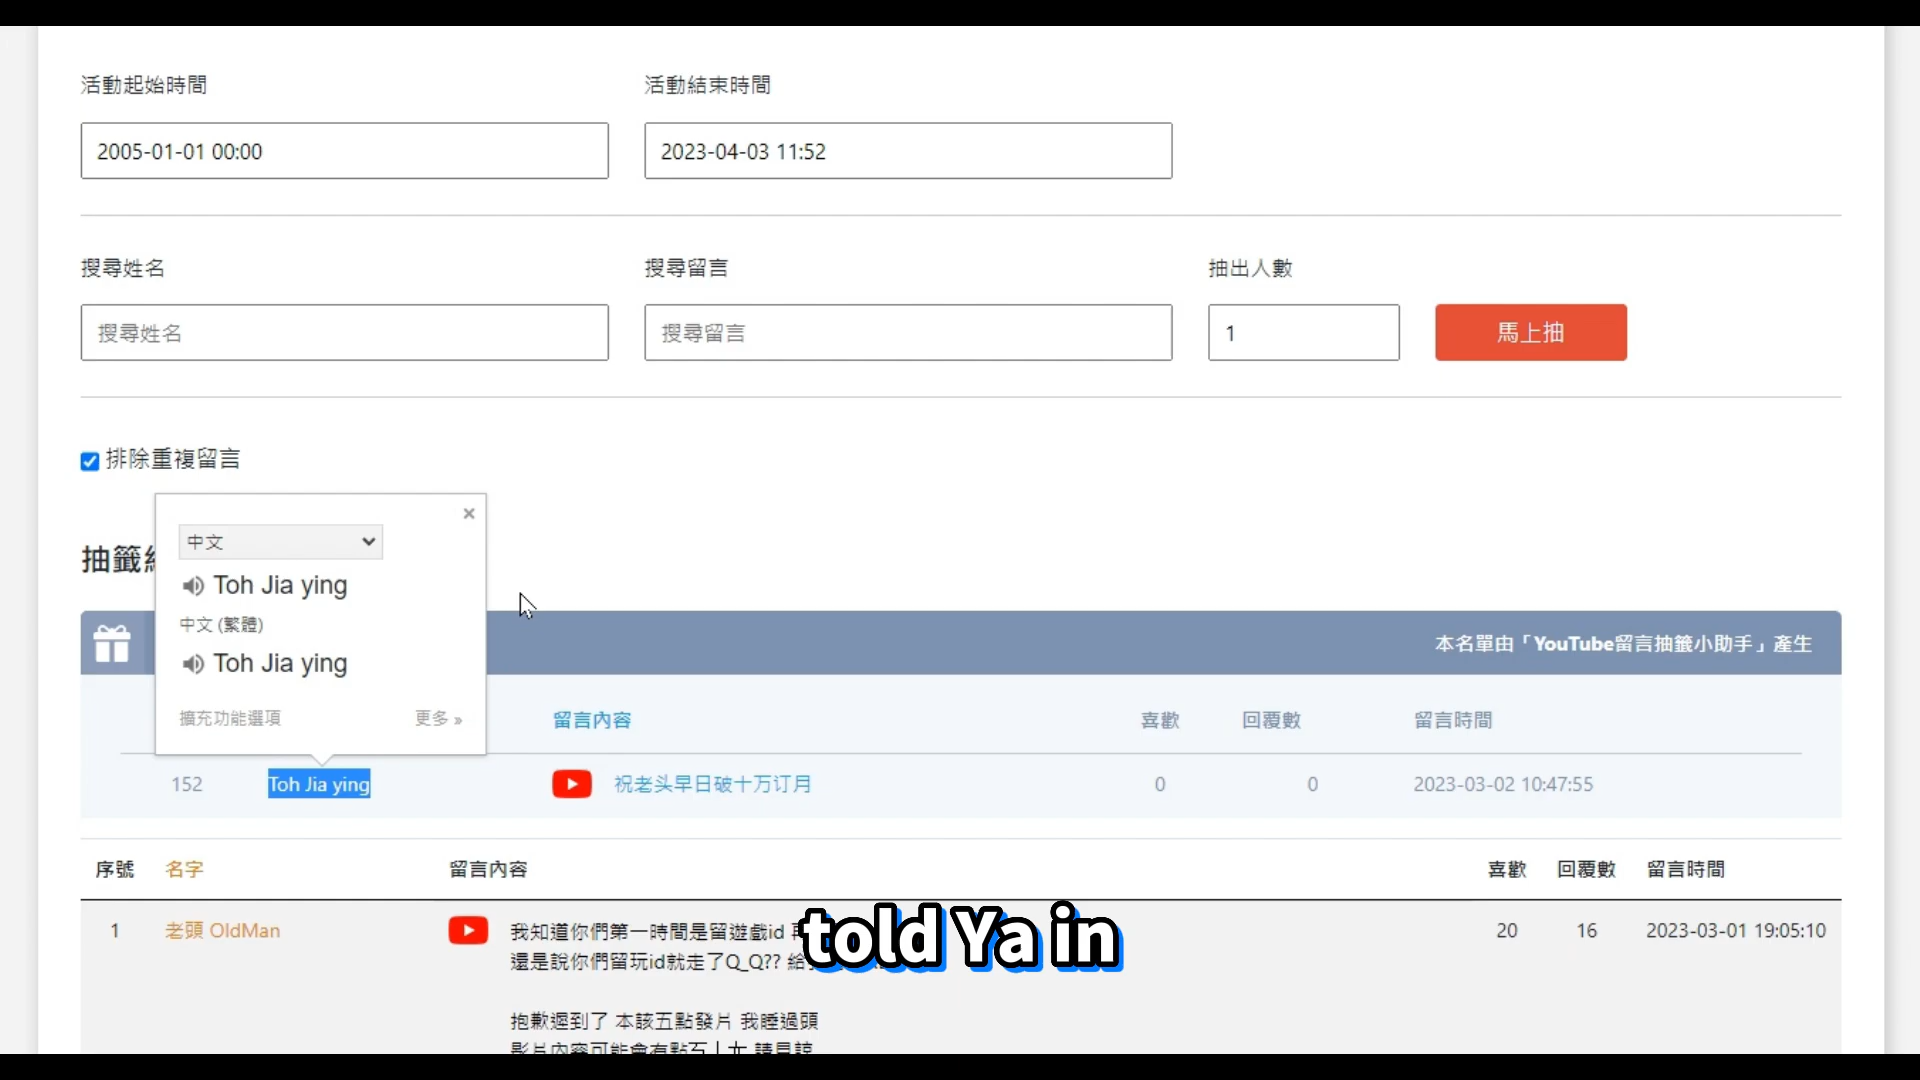 活動起始時間
活動結束時間
2005-01-01 00:00
2023-04-03 11:52
搜尋姓名
搜尋留言
抽出人數
搜尋姓名
搜尋留言
1
馬上抽
排除重複留言
抽籤
×
中文
Toh Jia ying
中文 (繁體)
Toh Jia ying
擴充功能選項
更多 »
本名單由「YouTube留言抽籤小助手」產生
留言內容
喜歡
回覆數
留言時間
152
Toh Jia ying
祝老头早日破十万订月
0
0
2023-03-02 10:47:55
序號
名字
留言內容
喜歡
回覆數
留言時間
1
老頭 OldMan
我知道你們第一時間是留遊戲id
20
16
2023-03-01 19:05:10
told Ya in
還是說你們留玩id就走了Q_Q??
抱歉遲到了 本該五點發片 我睡過頭
影片內容可能會有點